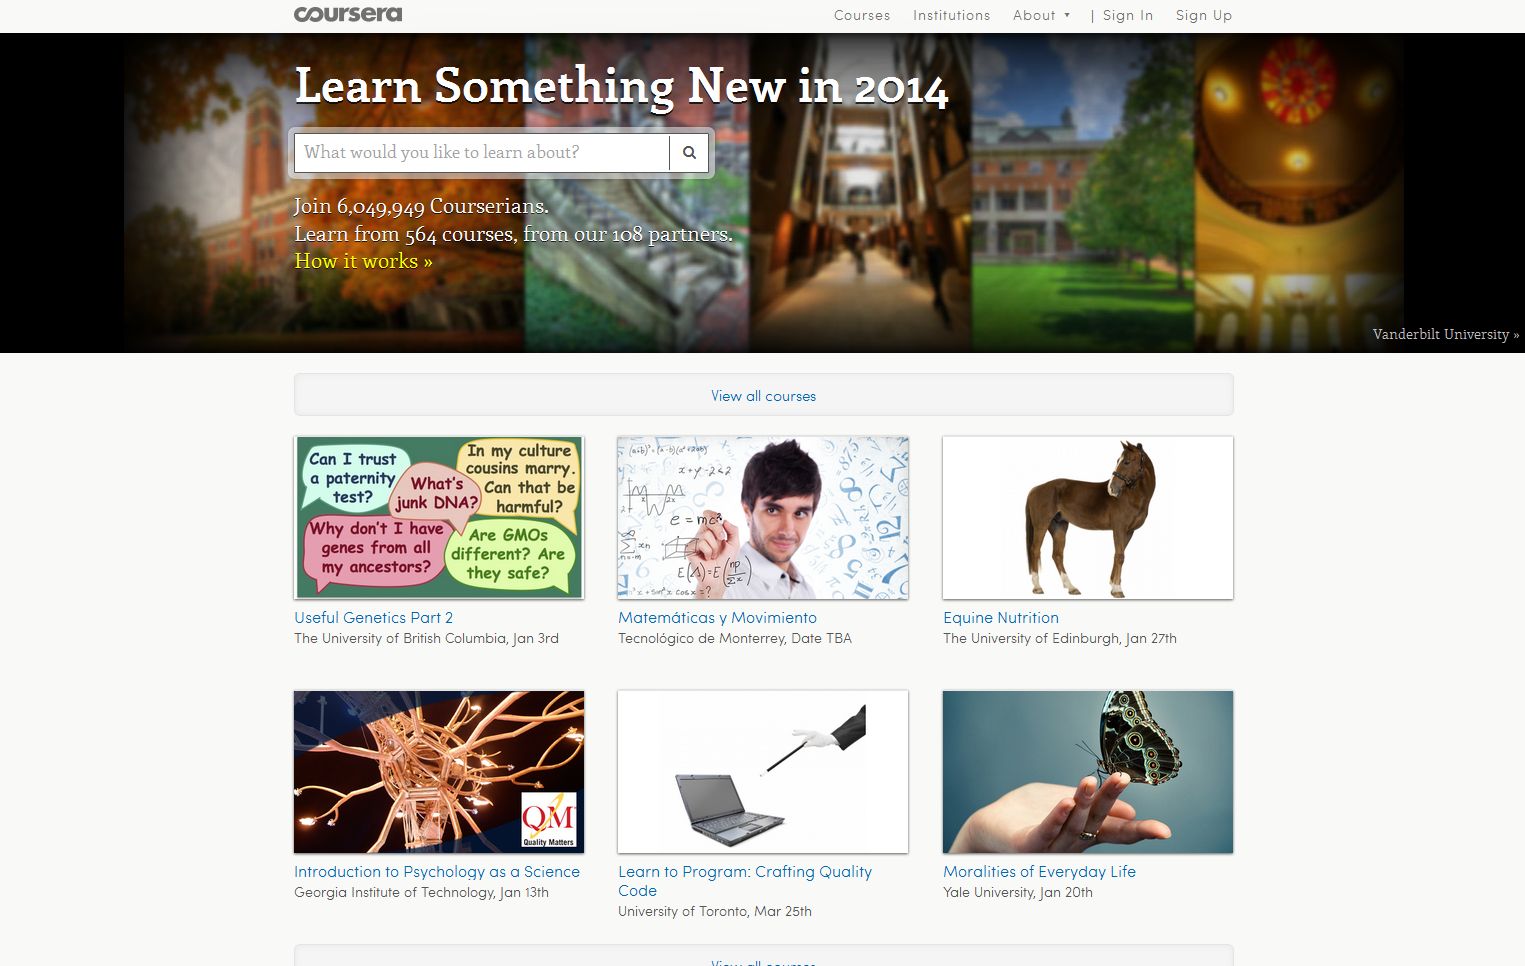 coursera
Courses Institutions About ▾ | Sign In Sign Up
Learn Something New in 2014
What would you like to learn about?
Join 6,049,949 Courserians.
Learn from 564 courses, from our 108 partners.
How it works »
Vanderbilt University »
View all courses
Can I trust
a paternity
test?
What's
junk DNA?
In my culture
cousins marry.
Can that be
harmful?
Why don't I have
genes from all
my ancestors?
Are GMOs
different? Are
they safe?
x+y-2<2
e = mc²
Useful Genetics Part 2
The University of British Columbia, Jan 3rd
Matemáticas y Movimiento
Tecnológico de Monterrey, Date TBA
Equine Nutrition
The University of Edinburgh, Jan 27th
QM
Quality Matters
Introduction to Psychology as a Science
Georgia Institute of Technology, Jan 13th
Learn to Program: Crafting Quality
Code
University of Toronto, Mar 25th
Moralities of Everyday Life
Yale University, Jan 20th
View all courses